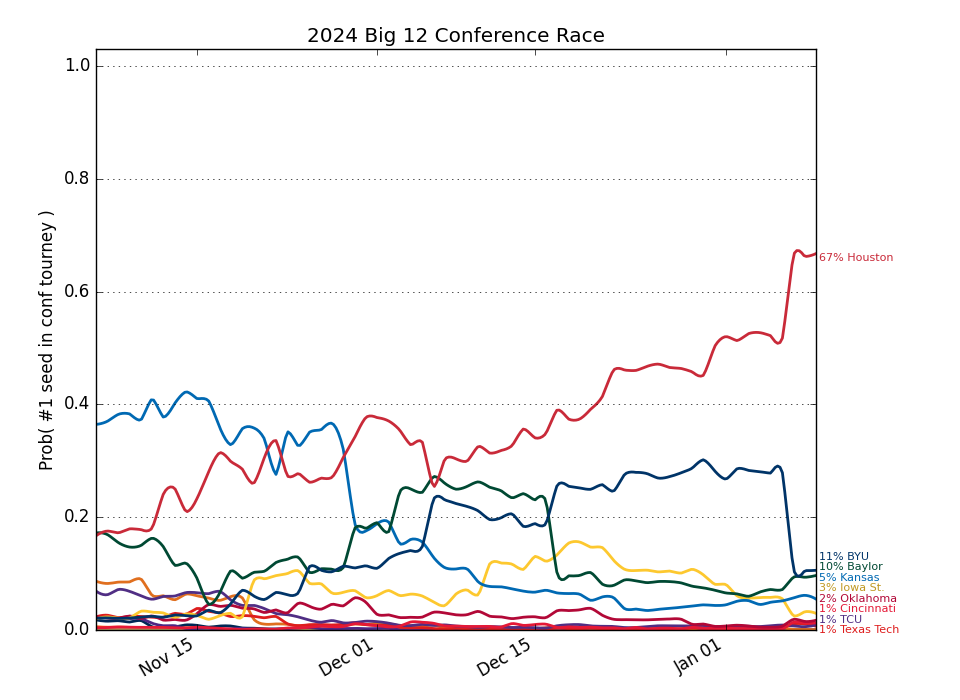 2024 Big 12 Conference Race
Prob( #1 seed in conf tourney )
1.0
0.8
0.6
0.4
0.2
0.0
Nov 15
Dec 01
Dec 15
Jan 01
67% Houston
11% BYU
10% Baylor
5% Kansas
3% Iowa St.
2% Oklahoma
1% Cincinnati
1% TCU
1% Texas Tech